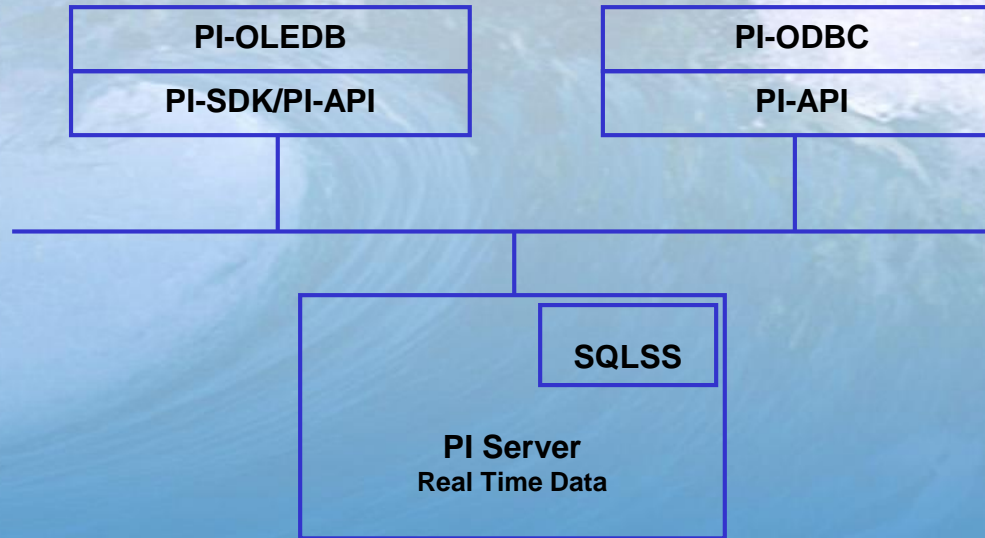 PI-OLEDB
PI-SDK/PI-API
PI-ODBC
PI-API
SQLSS
PI Server
Real Time Data